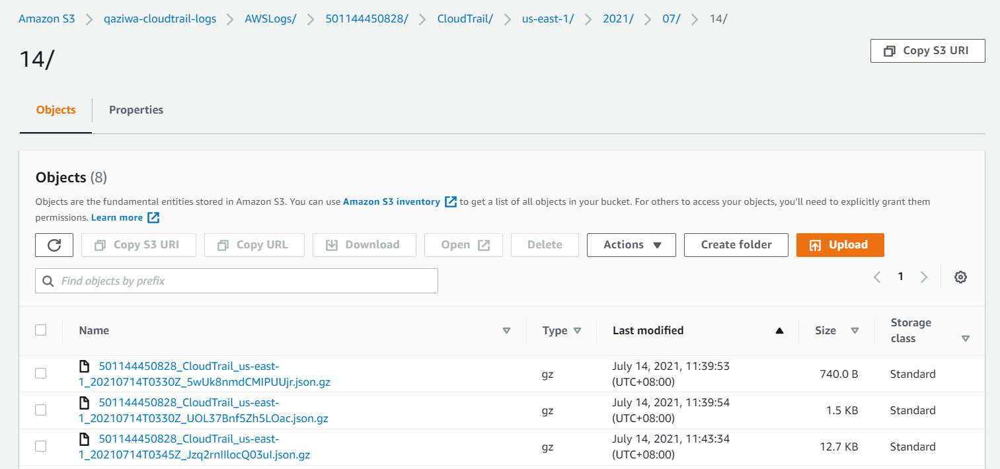 Amazon S3 > qaziwa-cloudtrail-logs > AWSLogs/ > 501144450828/ > CloudTrail/ > us-east-1/ > 2021/ > 07/ > 14/
14/
Copy S3 URI
Objects Properties
Objects (8)
Objects are the fundamental entities stored in Amazon S3. You can use Amazon S3 inventory to get a list of all objects in your bucket. For others to access your objects, you'll need to explicitly grant them
permissions. Learn more
Copy S3 URI Copy URL Download Open Delete Actions Create folder Upload
Find objects by prefix 1
Name Type Last modified Size Storage
class
501144450828_CloudTrail_us-east- July 14, 2021, 11:39:53
1_20210714T0330Z_5wUk8nmdCMIPUUjr.json.gz gz (UTC+08:00) 740.0 B Standard
501144450828_CloudTrail_us-east- July 14, 2021, 11:39:54
1_20210714T0330Z_UOL37Bnf5Zh5LOac.json.gz gz (UTC+08:00) 1.5 KB Standard
501144450828_CloudTrail_us-east- July 14, 2021, 11:43:34
1_20210714T0345Z_Jzq2rnIIlocQ03uI.json.gz gz (UTC+08:00) 12.7 KB Standard